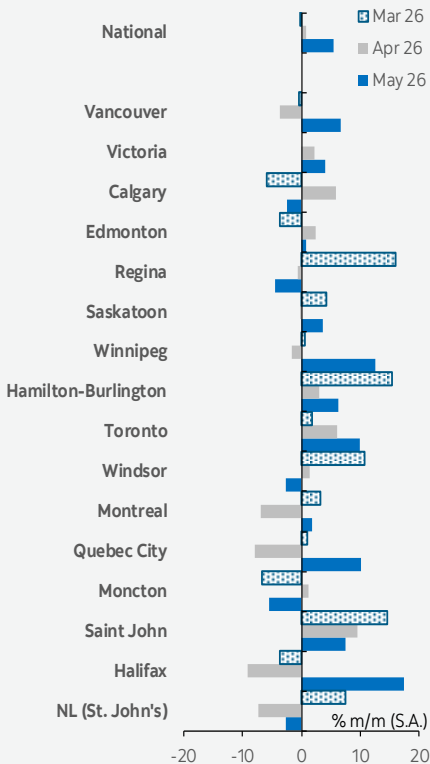 Mar 26
Apr 26
May 26
National
Vancouver
Victoria
Calgary
Edmonton
Regina
Saskatoon
Winnipeg
Hamilton-Burlington
Toronto
Windsor
Montreal
Quebec City
Moncton
Saint John
Halifax
NL (St. John's)
% m/m (S.A.)
-20 -10 0 10 20